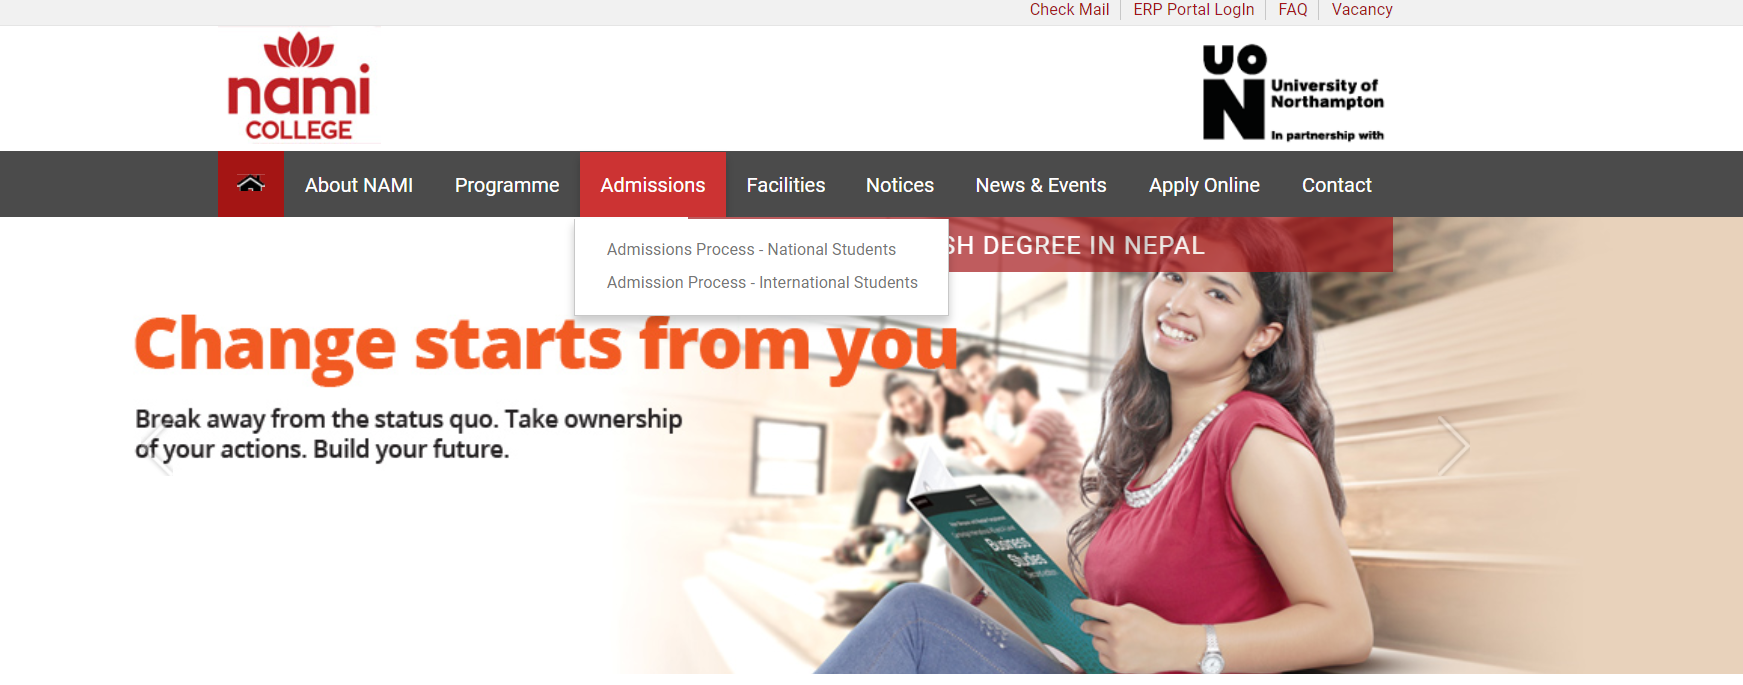 Check Mail
ERP Portal LogIn
FAQ
Vacancy
nami
COLLEGE
UON
University of
Northampton
In partnership with
About NAMI
Programme
Admissions
Facilities
Notices
News & Events
Apply Online
Contact
Admissions Process - National Students
Admission Process - International Students
SH DEGREE IN NEPAL
Change starts from you
Break away from the status quo. Take ownership
of your actions. Build your future.
Business
Studies